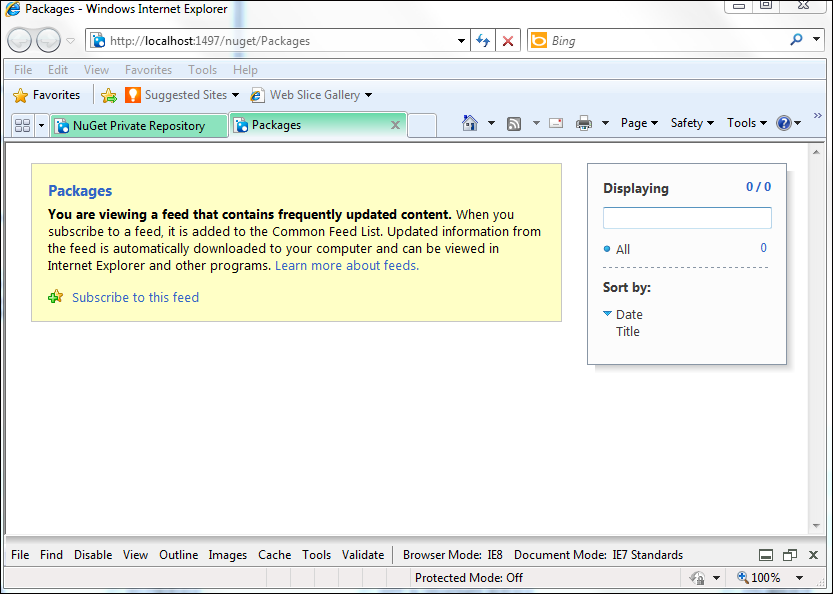 Packages - Windows Internet Explorer
http://localhost:1497/nuget/Packages
Bing
File Edit View Favorites Tools Help
Favorites Suggested Sites Web Slice Gallery
NuGet Private Repository Packages Page Safety Tools
Packages
You are viewing a feed that contains frequently updated content. When you
subscribe to a feed, it is added to the Common Feed List. Updated information from
the feed is automatically downloaded to your computer and can be viewed in
Internet Explorer and other programs. Learn more about feeds.
Subscribe to this feed
Displaying 0 / 0
All 0
Sort by:
Date
Title
File Find Disable View Outline Images Cache Tools Validate Browser Mode: IE8 Document Mode: IE7 Standards
Protected Mode: Off 100%